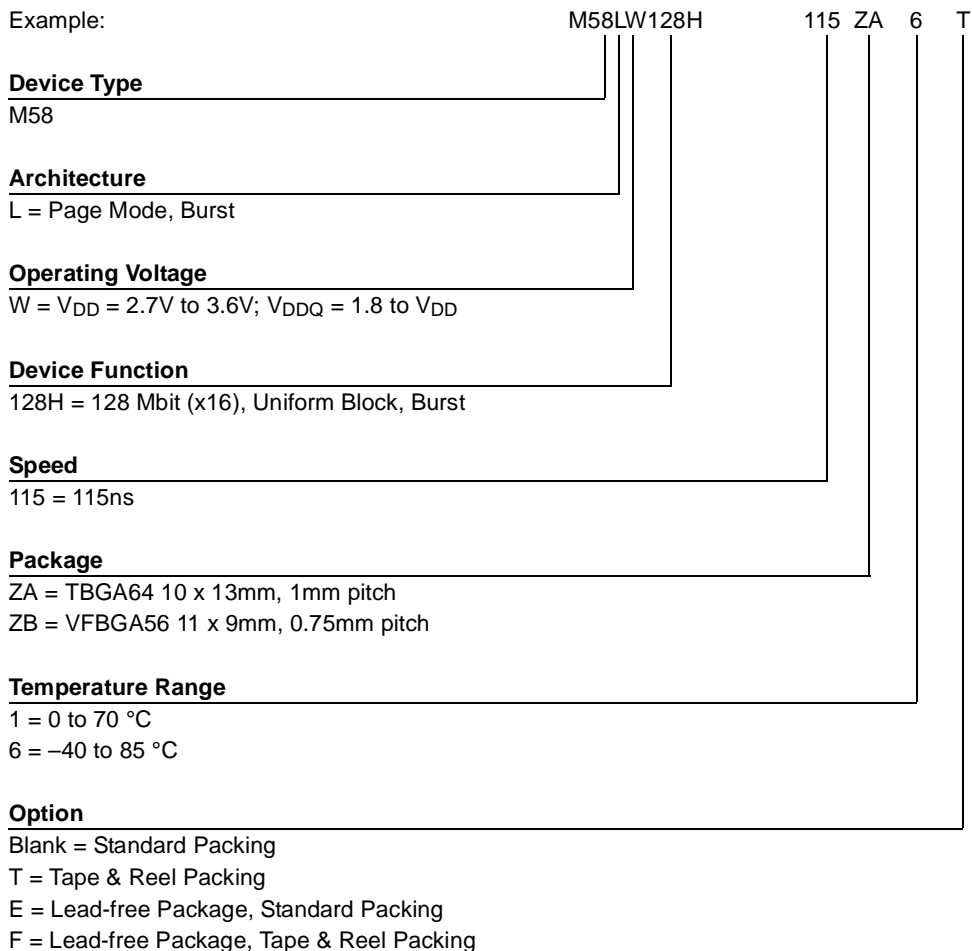 Example: M58LW128H 115 ZA 6 T
Device Type
M58
Architecture
L = Page Mode, Burst
Operating Voltage
W = VDD = 2.7V to 3.6V; VDDQ = 1.8 to VDD
Device Function
128H = 128 Mbit (x16), Uniform Block, Burst
Speed
115 = 115ns
Package
ZA = TBGA64 10 x 13mm, 1mm pitch
ZB = VFBGA56 11 x 9mm, 0.75mm pitch
Temperature Range
1 = 0 to 70 °C
6 = –40 to 85 °C
Option
Blank = Standard Packing
T = Tape & Reel Packing
E = Lead-free Package, Standard Packing
F = Lead-free Package, Tape & Reel Packing